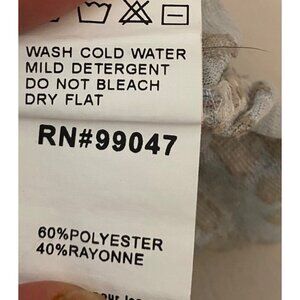 WASH COLD WATER
MILD DETERGENT
DO NOT BLEACH
DRY FLAT
RN#99047
60%POLYESTER
40%RAYONNE